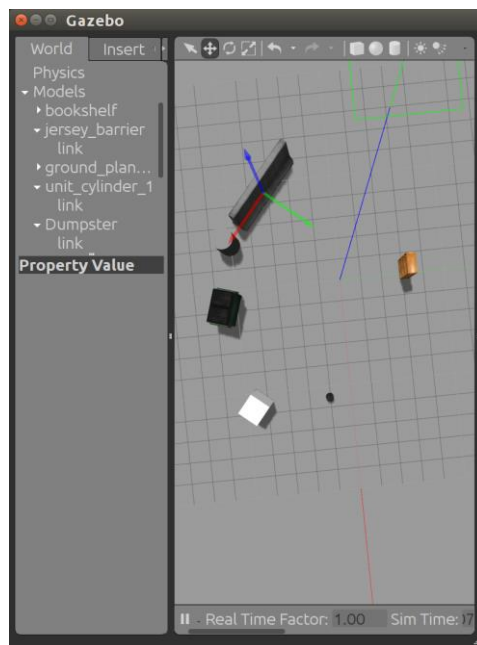 Gazebo
World Insert
Physics
Models
bookshelf
jersey_barrier
link
ground_plan...
unit_cylinder_1
link
Dumpster
link
Property Value
Real Time Factor: 1.00 Sim Time: